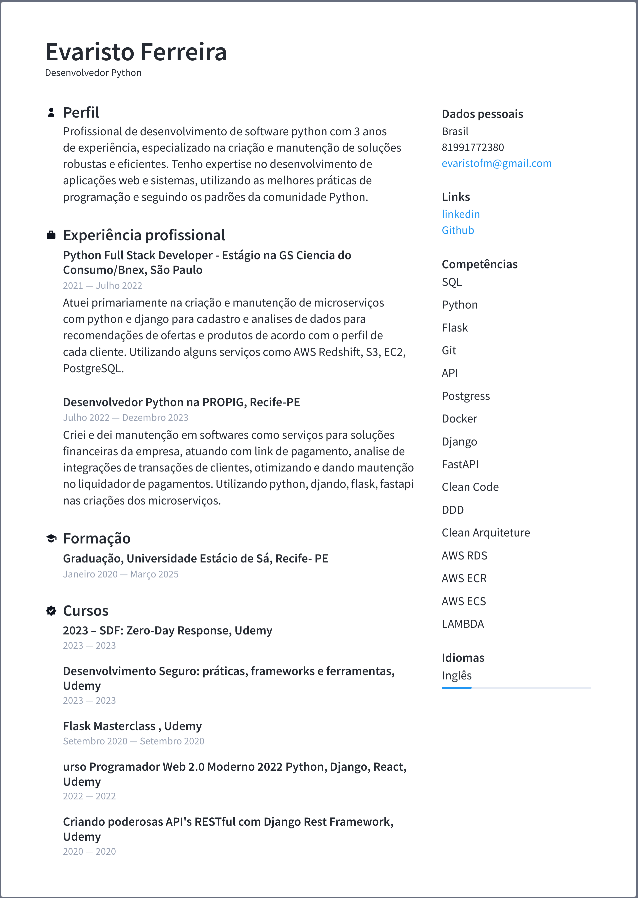 Evaristo Ferreira
Desenvolvedor Python
Perfil
Profissional de desenvolvimento de software python com 3 anos
de experiência, especializado na criação e manutenção de soluções
robustas e eficientes. Tenho expertise no desenvolvimento de
aplicações web e sistemas, utilizando as melhores práticas de
programação e seguindo os padrões da comunidade Python.
Experiência profissional
Python Full Stack Developer - Estágio na GS Ciencia do
Consumo/Bnex, São Paulo
2021 — Julho 2022
Atuei primariamente na criação e manutenção de microserviços
com python e django para cadastro e analises de dados para
recomendações de ofertas e produtos de acordo com o perfil de
cada cliente. Utilizando alguns serviços como AWS Redshift, S3, EC2,
PostgreSQL.
Desenvolvedor Python na PROPIG, Recife-PE
Julho 2022 — Dezembro 2023
Criei e dei manutenção em softwares como serviços para soluções
financeiras da empresa, atuando com link de pagamento, analise de
integrações de transações de clientes, otimizando e dando mautenção
no liquidador de pagamentos. Utilizando python, djando, flask, fastapi
nas criações dos microserviços.
Formação
Graduação, Universidade Estácio de Sá, Recife- PE
Janeiro 2020 — Março 2025
Cursos
2023 – SDF: Zero-Day Response, Udemy
2023 — 2023
Desenvolvimento Seguro: práticas, frameworks e ferramentas,
Udemy
2023 — 2023
Flask Masterclass , Udemy
Setembro 2020 — Setembro 2020
urso Programador Web 2.0 Moderno 2022 Python, Django, React,
Udemy
2022 — 2022
Criando poderosas API's RESTful com Django Rest Framework,
Udemy
2020 — 2020
Dados pessoais
Brasil
81991772380
evaristofm@gmail.com
Links
linkedin
Github
Competências
SQL
Python
Flask
Git
API
Postgress
Docker
Django
FastAPI
Clean Code
DDD
Clean Arquiteture
AWS RDS
AWS ECR
AWS ECS
LAMBDA
Idiomas
Inglês